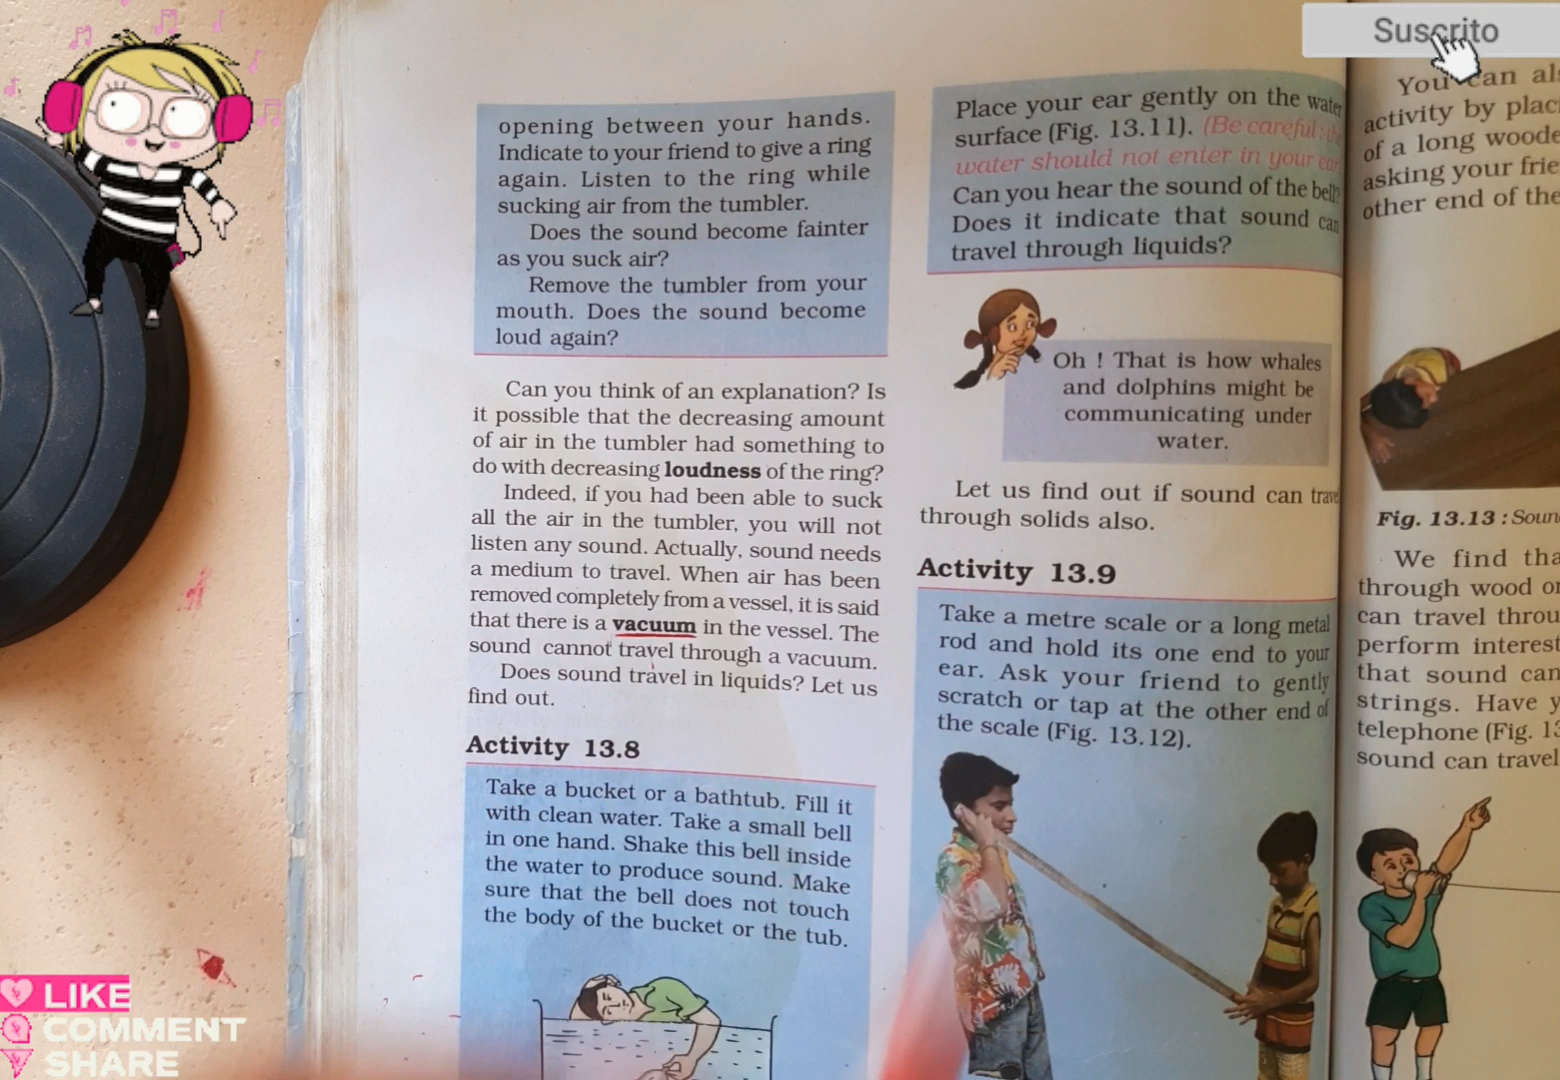 Suscrito
opening between your hands.
Indicate to your friend to give a ring
again. Listen to the ring while
sucking air from the tumbler.
Does the sound become fainter
as you suck air?
Remove the tumbler from your
mouth. Does the sound become
loud again?
Can you think of an explanation? Is
it possible that the decreasing amount
of air in the tumbler had something to
do with decreasing loudness of the ring?
Indeed, if you had been able to suck
all the air in the tumbler, you will not
listen any sound. Actually, sound needs
a medium to travel. When air has been
removed completely from a vessel, it is said
that there is a vacuum in the vessel. The
sound cannot travel through a vacuum.
Does sound travel in liquids? Let us
find out.
Activity 13.8
Take a bucket or a bathtub. Fill it
with clean water. Take a small bell
in one hand. Shake this bell inside
the water to produce sound. Make
sure that the bell does not touch
the body of the bucket or the tub.
Place your ear gently on the water
surface (Fig. 13.11). (Be careful : the
water should not enter in your ear
Can you hear the sound of the bell?
Does it indicate that sound can
travel through liquids?
Oh ! That is how whales
and dolphins might be
communicating under
water.
Let us find out if sound can
through solids also.
Activity 13.9
Take a metre scale or a long metal
rod and hold its one end to your
ear. Ask your friend to gently
scratch or tap at the other end of
the scale (Fig. 13.12).
You can
activity by
of a long
asking your
other end of the
Fig. 13.13 : Soun
We find
through wood
can travel
perform
that sound can
strings. Have
telephone (Fig.
sound can travel
LIKE
COMMENT
SHARE